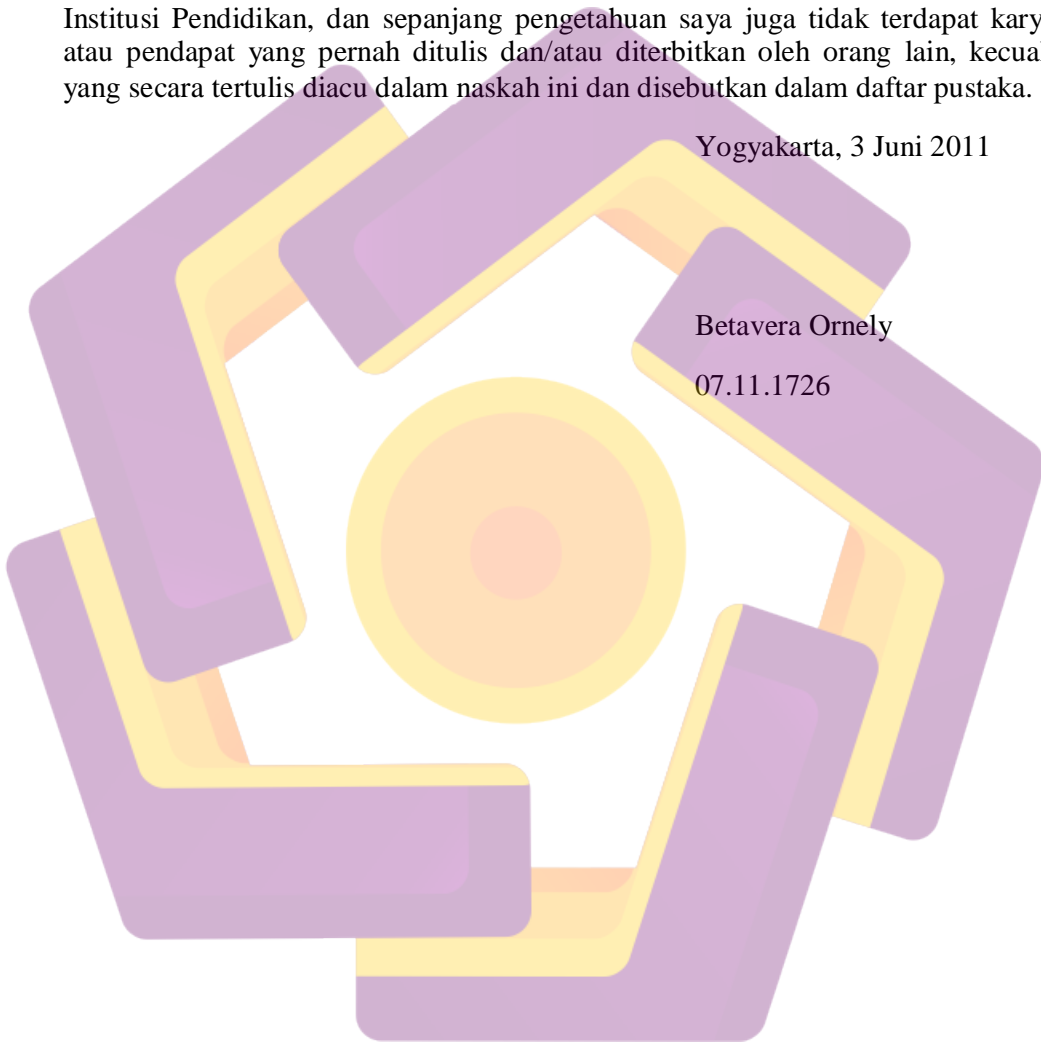 Institusi Pendidikan, dan sepanjang pengetahuan saya juga tidak terdapat kary
atau pendapat yang pernah ditulis dan/atau diterbitkan oleh orang lain, kecua
yang secara tertulis diacu dalam naskah ini dan disebutkan dalam daftar pustaka.
Yogyakarta, 3 Juni 2011
Betavera Ornely
07.11.1726